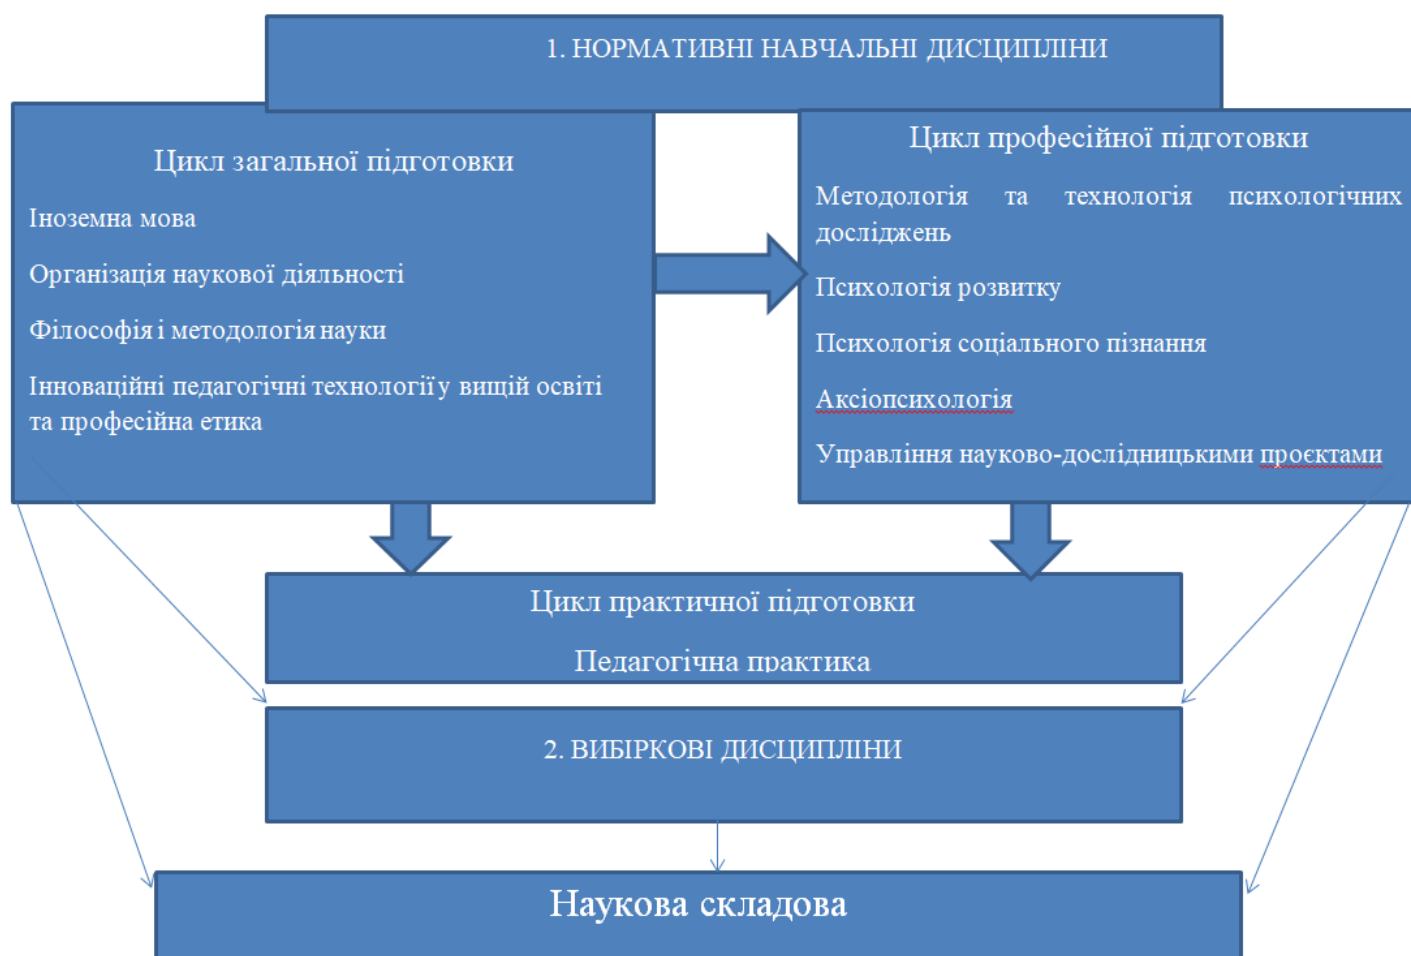 1. НОРМАТИВНІ НАВЧАЛЬНІ ДИСЦИПЛІНИ
Цикл загальної підготовки
Іноземна мова
Організація наукової діяльності
Філософія і методологія науки
Інноваційні педагогічні технології у вищій освіті
та професійна етика
Цикл професійної підготовки
Методологія та технологія психологічних
досліджень
Психологія розвитку
Психологія соціального пізнання
Аксіопсихологія
Управління науково-дослідницькими проєктами
Цикл практичної підготовки
Педагогічна практика
2. ВИБІРКОВІ ДИСЦИПЛІНИ
Наукова складова